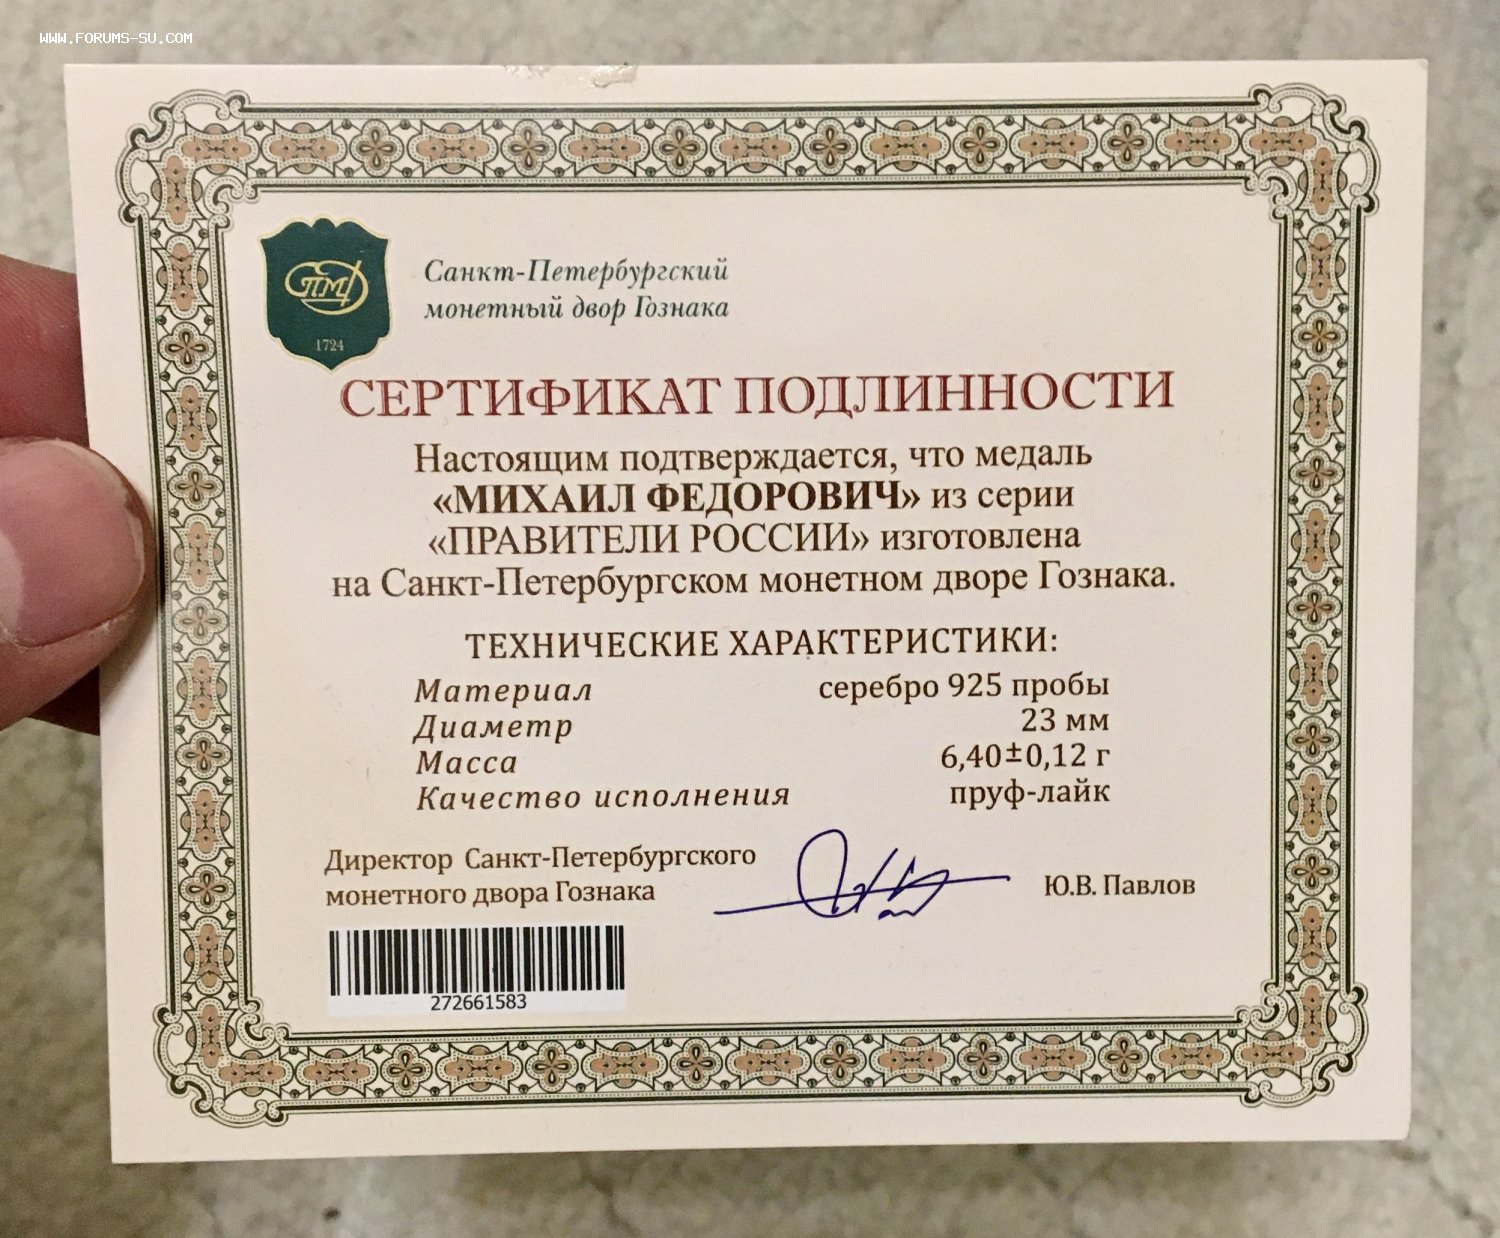 WWW.FORUMS-SU.COM
СПМД
1724
Санкт-Петербургский
монетный двор Гознака
СЕРТИФИКАТ ПОДЛИННОСТИ
Настоящим подтверждается, что медаль
«МИХАИЛ ФЕДОРОВИЧ» из серии
«ПРАВИТЕЛИ РОССИИ» изготовлена
на Санкт-Петербургском монетном дворе Гознака.
ТЕХНИЧЕСКИЕ ХАРАКТЕРИСТИКИ:
Материал серебро 925 пробы
Диаметр 23 мм
Масса 6,40±0,12 г
Качество исполнения пруф-лайк
Директор Санкт-Петербургского
монетного двора Гознака Ю.В. Павлов
272661583